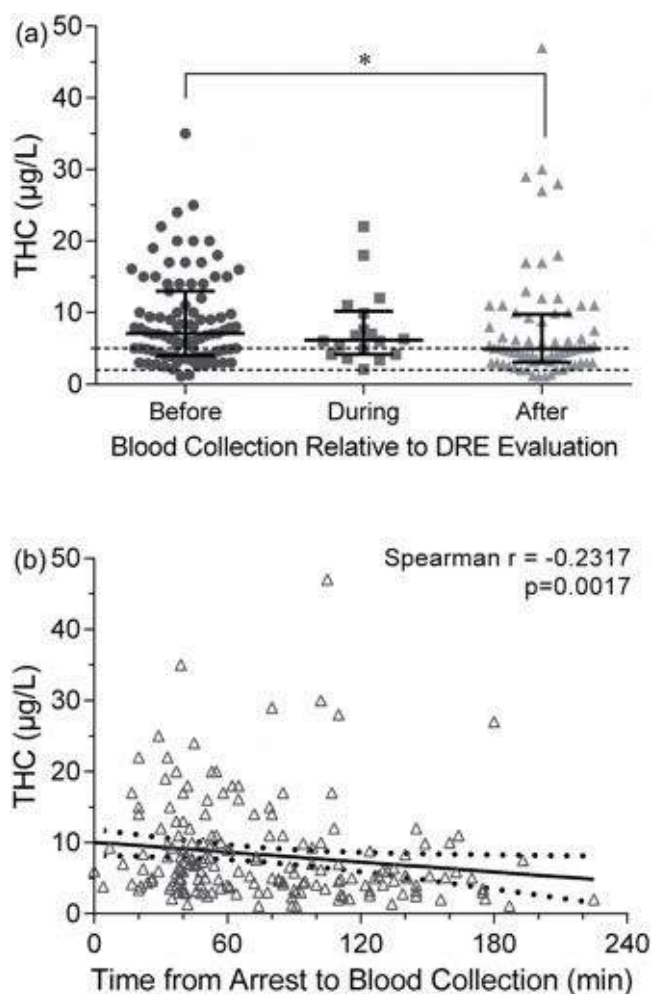 (a)
50
40
30
20
10
0
THC (µg/L)
*
Before During After
Blood Collection Relative to DRE Evaluation
(b)
50
40
30
20
10
0
THC (µg/L)
Spearman r = -0.2317
p=0.0017
0 60 120 180 240
Time from Arrest to Blood Collection (min)